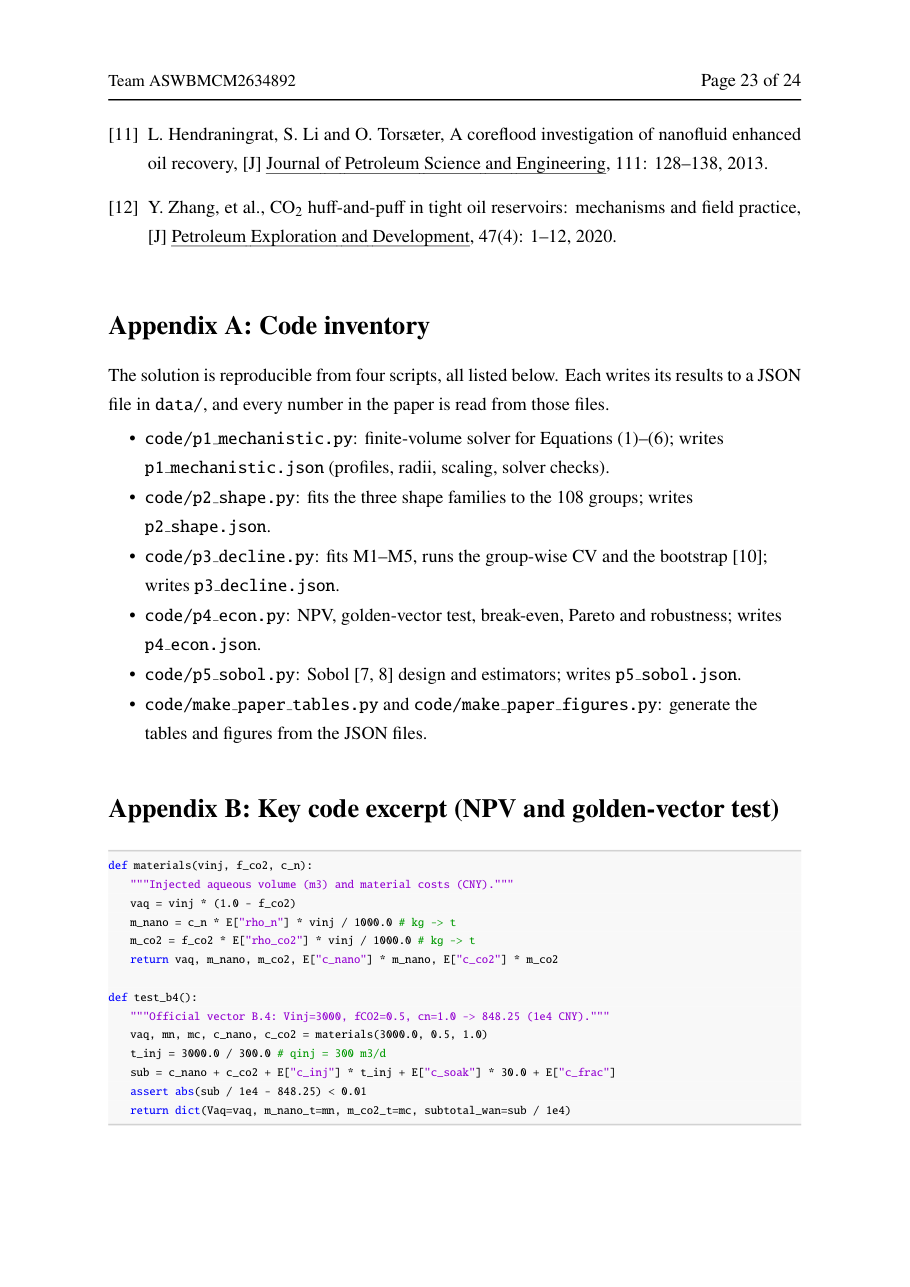 Team ASWBMCM2634892
Page 23 of 24
[11] L. Hendraningrat, S. Li and O. Torsæter, A coreflood investigation of nanofluid enhanced
oil recovery, [J] Journal of Petroleum Science and Engineering, 111: 128–138, 2013.
[12] Y. Zhang, et al., CO2 huff-and-puff in tight oil reservoirs: mechanisms and field practice,
[J] Petroleum Exploration and Development, 47(4): 1–12, 2020.
Appendix A: Code inventory
The solution is reproducible from four scripts, all listed below. Each writes its results to a JSON
file in data/, and every number in the paper is read from those files.
• code/p1_mechanistic.py: finite-volume solver for Equations (1)–(6); writes
p1_mechanistic.json (profiles, radii, scaling, solver checks).
• code/p2_shape.py: fits the three shape families to the 108 groups; writes
p2_shape.json.
• code/p3_decline.py: fits M1–M5, runs the group-wise CV and the bootstrap [10];
writes p3_decline.json.
• code/p4_econ.py: NPV, golden-vector test, break-even, Pareto and robustness; writes
p4_econ.json.
• code/p5_sobol.py: Sobol [7, 8] design and estimators; writes p5_sobol.json.
• code/make_paper_tables.py and code/make_paper_figures.py: generate the
tables and figures from the JSON files.
Appendix B: Key code excerpt (NPV and golden-vector test)
def materials(vinj, f_co2, c_n):
"""Injected aqueous volume (m3) and material costs (CNY)."""
vaq = vinj * (1.0 - f_co2)
m_nano = c_n * E["rho_n"] * vinj / 1000.0 # kg -> t
m_co2 = f_co2 * E["rho_co2"] * vinj / 1000.0 # kg -> t
return vaq, m_nano, m_co2, E["c_nano"] * m_nano, E["c_co2"] * m_co2
def test_b4():
"""Official vector B.4: Vinj=3000, fCO2=0.5, cn=1.0 -> 848.25 (1e4 CNY)."""
vaq, mn, mc, c_nano, c_co2 = materials(3000.0, 0.5, 1.0)
t_inj = 3000.0 / 300.0 # qinj = 300 m3/d
sub = c_nano + c_co2 + E["c_inj"] * t_inj + E["c_soak"] * 30.0 + E["c_frac"]
assert abs(sub / 1e4 - 848.25) < 0.01
return dict(Vaq=vaq, m_nano_t=mn, m_co2_t=mc, subtotal_wan=sub / 1e4)